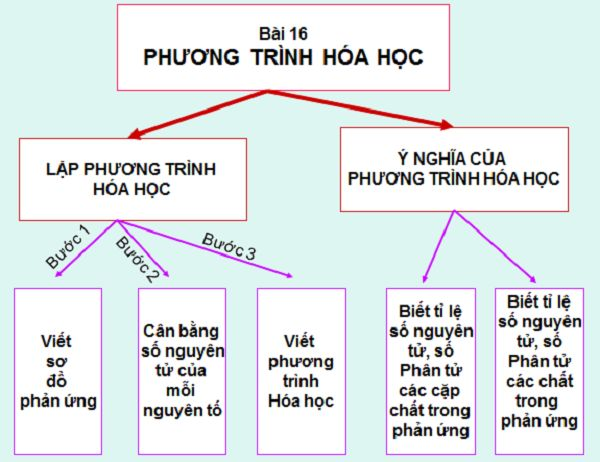 Bài 16
PHƯƠNG TRÌNH HÓA HỌC
LẬP PHƯƠNG TRÌNH
HÓA HỌC
Ý NGHĨA CỦA
PHƯƠNG TRÌNH HÓA HỌC
Bước 1
Bước 2
Bước 3
Viết
sơ
đồ
phản ứng
Cân bằng
số nguyên
tử của
mỗi
nguyên tố
Viết
phương
trình
Hóa học
Biết tỉ lệ
số nguyên
tử, số
Phân tử
các cặp
chất trong
phản ứng
Biết tỉ lệ
số nguyên
tử, số
Phân tử
các chất
trong
phản ứng